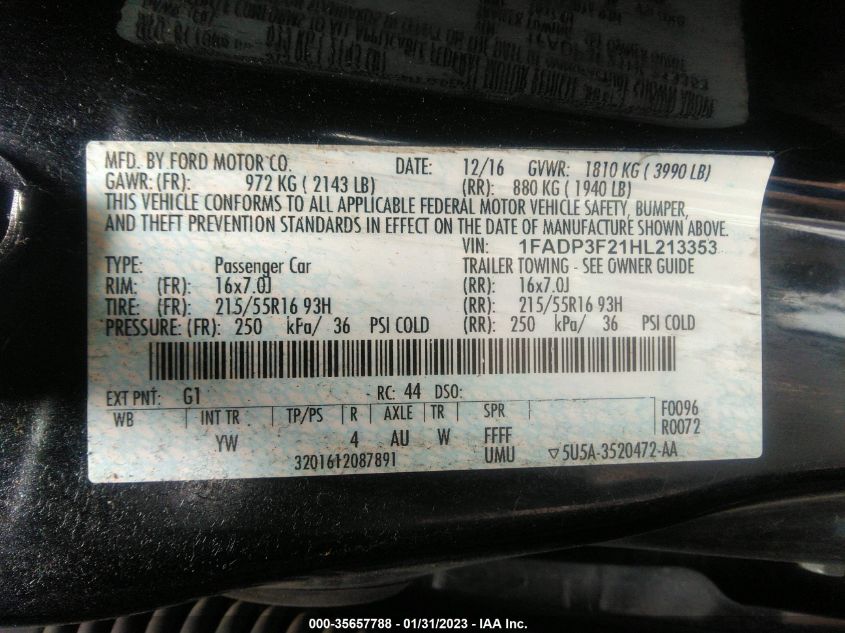 MFD. BY FORD MOTOR CO. DATE: 12/16 GVWR: 1810 KG ( 3990 LB)
GAWR: (FR): 972 KG ( 2143 LB) (RR): 880 KG ( 1940 LB)
THIS VEHICLE CONFORMS TO ALL APPLICABLE FEDERAL MOTOR VEHICLE SAFETY, BUMPER,
AND THEFT PREVENTION STANDARDS IN EFFECT ON THE DATE OF MANUFACTURE SHOWN ABOVE.
VIN: 1FADP3F21HL213353
TYPE: Passenger Car TRAILER TOWING - SEE OWNER GUIDE
RIM: (FR): 16x7.0J (RR): 16x7.0J
TIRE: (FR): 215/55R16 93H (RR): 215/55R16 93H
PRESSURE: (FR): 250 kPa/ 36 PSI COLD (RR): 250 kPa/ 36 PSI COLD
EXT PNT: G1 RC: 44 DSO:
WB INT TR TP/PS R AXLE TR SPR F0096
YW 4 AU W FFFF R0072
3201612087891 UMU ▽5U5A-3520472-AA
000-35657788 - 01/31/2023 - IAA Inc.